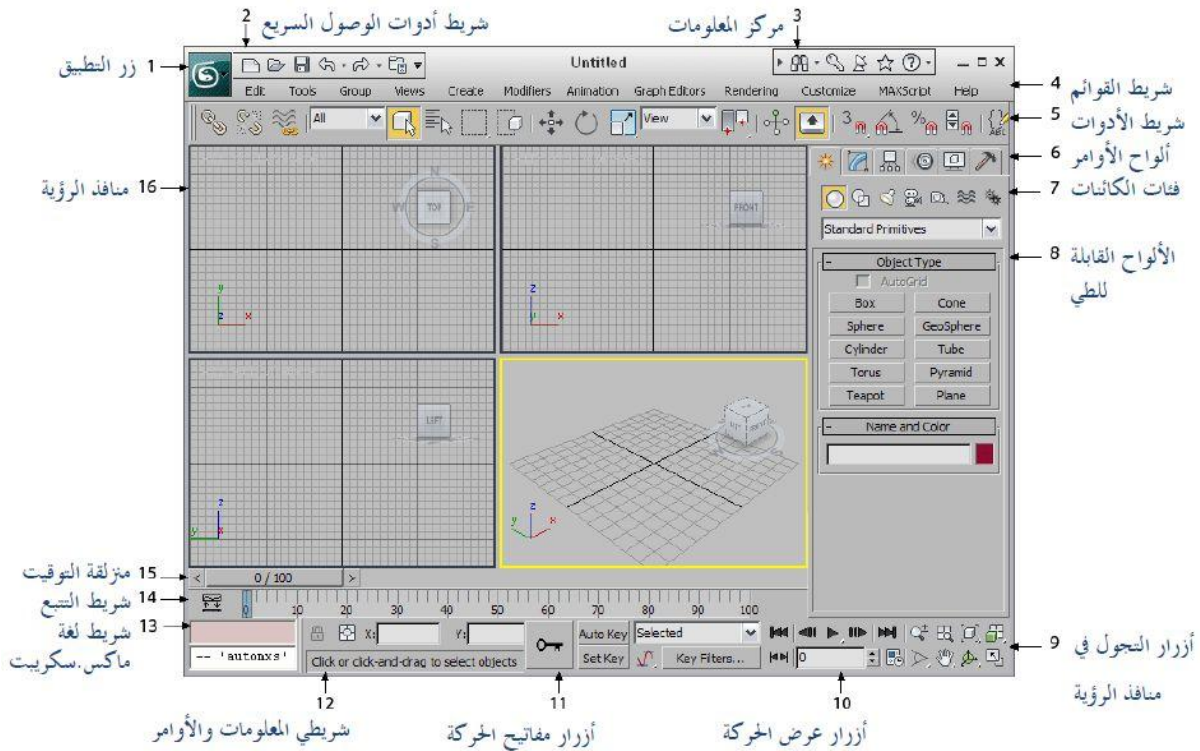 2 شريط أدوات الوصول السريع
3 مركز المعلومات
1 زر التطبيق
Untitled
Edit Tools Group Views Create Modifiers Animation Graph Editors Rendering Customize MAXScript Help
4 شريط القوائم
All View 3 % ABC
5 شريط الأدوات
6 ألواح الأوامر
7 فئات الكائنات
16 منافذ الرؤية
N
W TOP E
S
FRONT
Standard Primitives
8 الألواح القابلة
للطي
- Object Type
AutoGrid
Box Cone
Sphere GeoSphere
Cylinder Tube
Torus Pyramid
Teapot Plane
- Name and Color
y
z x
z
y x
LEFT
z
y x
z
y x
15 منزلقة التوقيت
< 0 / 100 >
14 شريط التتبع
0 10 20 30 40 50 60 70 80 90 100
13 شريط لغة
ماكس.سكريبت
X: Y: Auto Key Selected
-- 'autonxs' Click or click-and-drag to select objects Set Key Key Filters... 0
9 أزرار التحول في
منافذ الرؤية
12 شريطي المعلومات والأوامر
11 أزرار مفاتيح الحركة
10 أزرار عرض الحركة